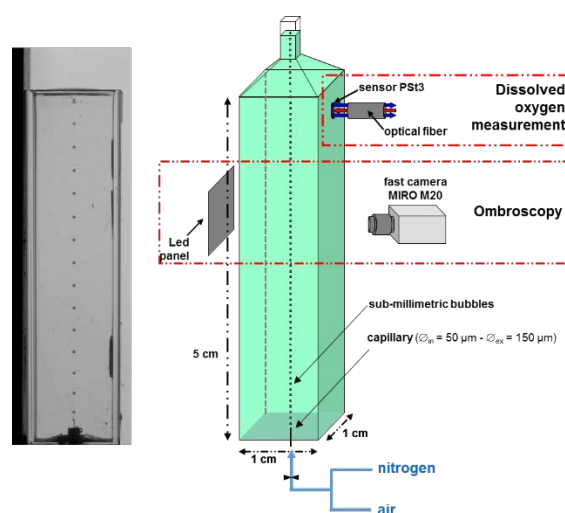 sensor PSt3
Dissolved
oxygen
measurement
optical fiber
fast camera
MIRO M20
Ombroscopy
Led
panel
sub-millimetric bubbles
capillary (∅in = 50 µm - ∅ex = 150 µm)
5 cm
1 cm
1 cm
nitrogen
air